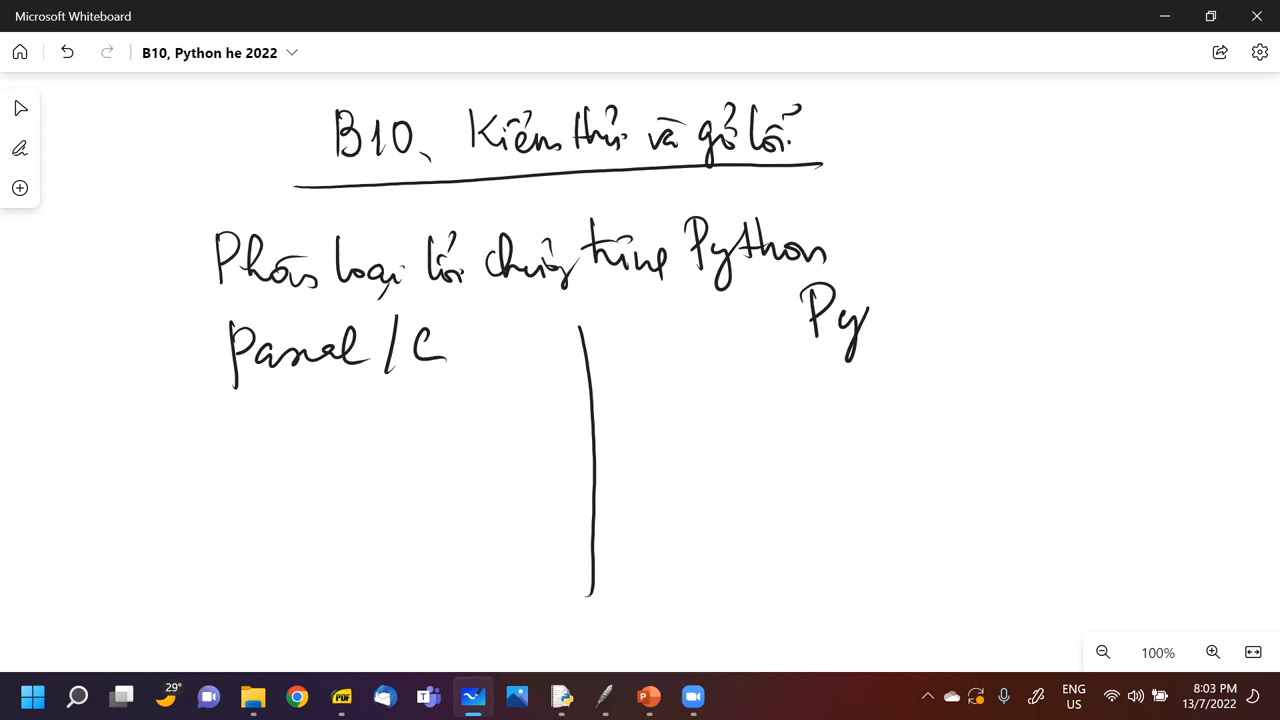 Microsoft Whiteboard
B10, Python he 2022
B10. Kiểm thử và gỡ lỗi.
Phân loại lỗi chương trình Python
Pascal / C
Py
100%
29°
ENG
US
8:03 PM
13/7/2022